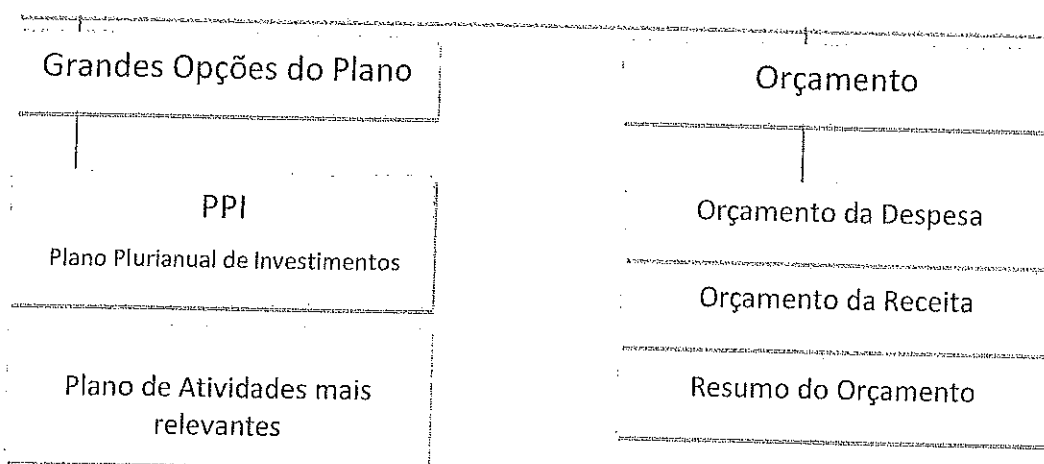 Grandes Opções do Plano
PPI
Plano Plurianual de Investimentos
Plano de Atividades mais
relevantes
Orçamento
Orçamento da Despesa
Orçamento da Receita
Resumo do Orçamento